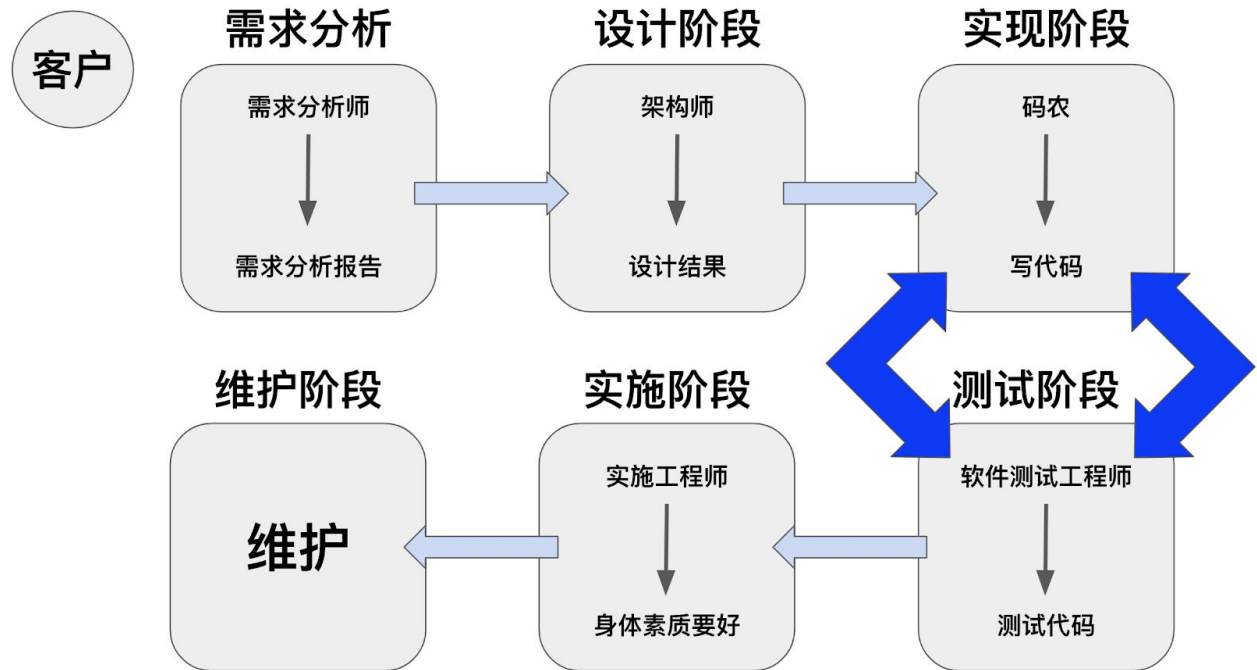 客户
需求分析
需求分析师
需求分析报告
设计阶段
架构师
设计结果
实现阶段
码农
写代码
测试阶段
软件测试工程师
测试代码
实施阶段
实施工程师
身体素质要好
维护阶段
维护